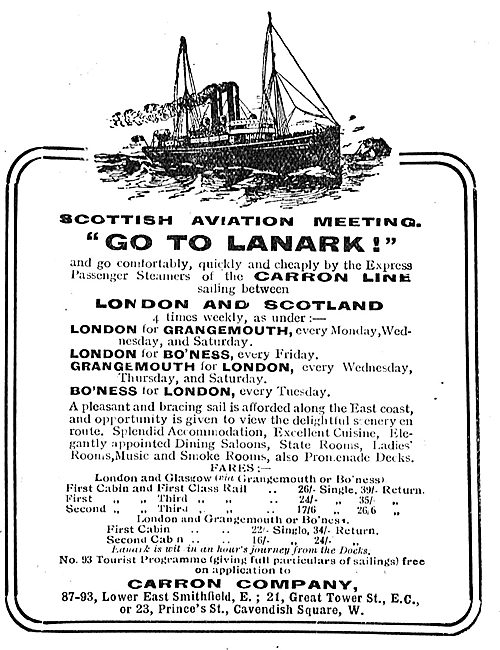 SCOTTISH AVIATION MEETING.
"GO TO LANARK!"
and go comfortably, quickly and cheaply by the Express
Passenger Steamers of the CARRON LINE
sailing between
LONDON AND SCOTLAND
4 times weekly, as under :—
LONDON for GRANGEMOUTH, every Monday, Wed-
nesday, and Saturday.
LONDON for BO'NESS, every Friday.
GRANGEMOUTH for LONDON, every Wednesday,
Thursday, and Saturday.
BO'NESS for LONDON, every Tuesday.
A pleasant and bracing sail is afforded along the East coast,
and opportunity is given to view the delightful scenery en
route. Splendid Accommodation, Excellent Cuisine, Ele-
gantly appointed Dining Saloons, State Rooms, Ladies'
Rooms, Music and Smoke Rooms, also Promenade Decks.
FARES :—
London and Glasgow (via Grangemouth or Bo'ness)
First Cabin and First Class Rail .. 26/- Single, 39/- Return.
First ,, ,, Third ,, ,, 24/- ,, 35/- ,,
Second ,, ,, Third ,, ,, 17/6 ,, 26/6 ,,
London and Grangemouth or Bo'ness.
First Cabin .. .. 22/- Single, 34/- Return.
Second Cabin .. .. 16/- ,, 24/- ,,
Lanark is wit in an hour's journey from the Docks.
No. 93 Tourist Programme (giving full particulars of sailings) free
on application to
CARRON COMPANY,
87-93, Lower East Smithfield, E. ; 21, Great Tower St., E.C.,
or 23, Prince's St., Cavendish Square, W.